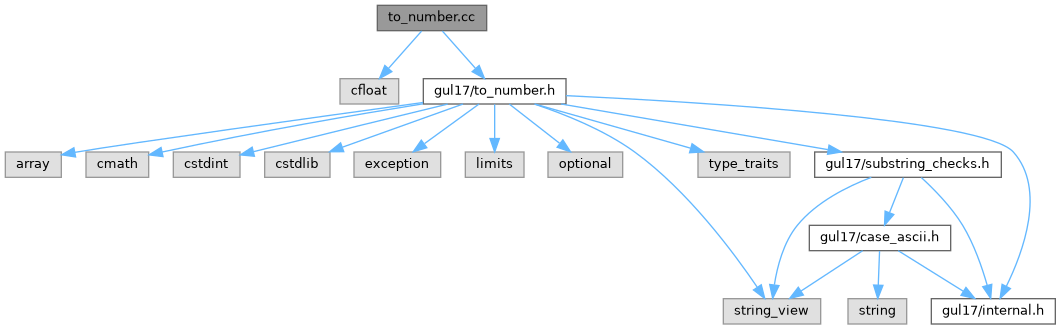 to_number.cc
cfloat
gul17/to_number.h
array
cmath
cstdint
cstdlib
exception
limits
optional
type_traits
gul17/substring_checks.h
gul17/case_ascii.h
string_view
string
gul17/internal.h